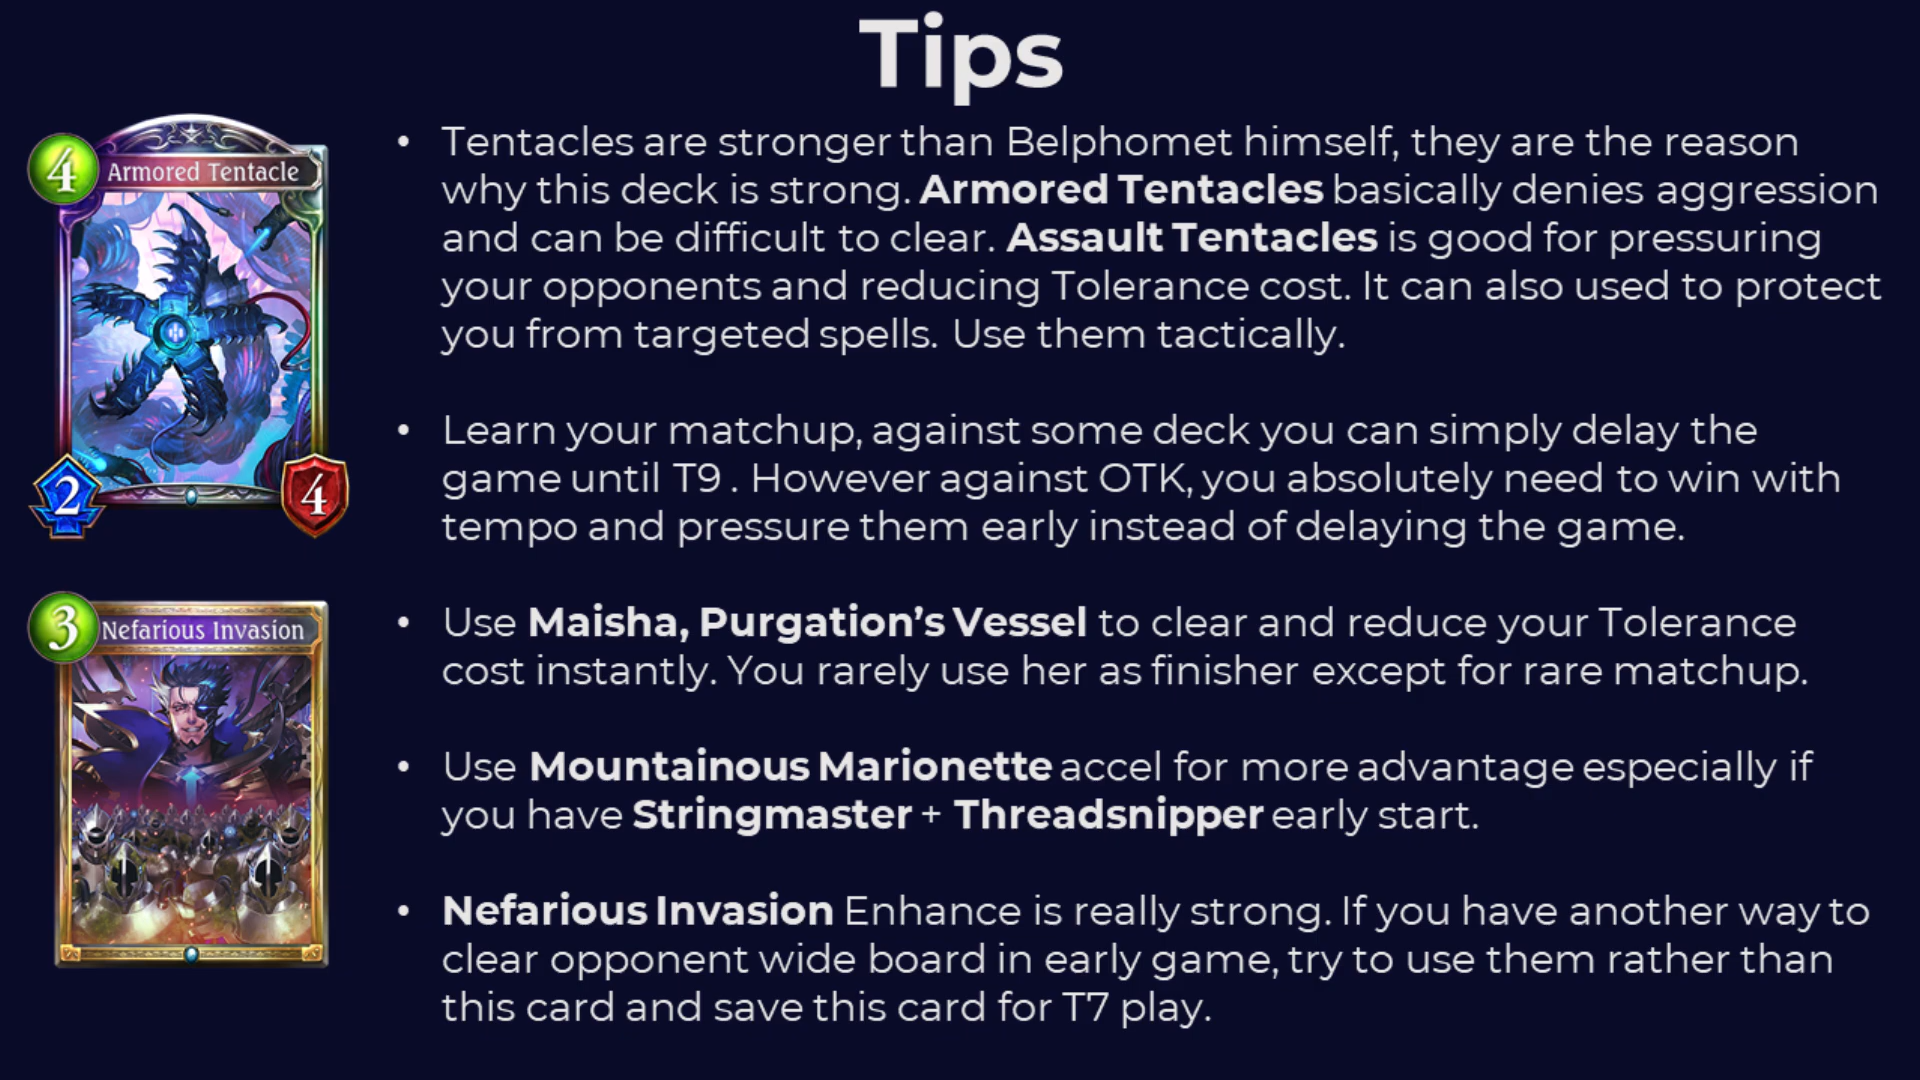 Tips
4
Armored Tentacle
2
4
3
Nefarious Invasion
• Tentacles are stronger than Belphomet himself, they are the reason
why this deck is strong. Armored Tentacles basically denies aggression
and can be difficult to clear. Assault Tentacles is good for pressuring
your opponents and reducing Tolerance cost. It can also used to protect
you from targeted spells. Use them tactically.
• Learn your matchup, against some deck you can simply delay the
game until T9 . However against OTK, you absolutely need to win with
tempo and pressure them early instead of delaying the game.
• Use Maisha, Purgation’s Vessel to clear and reduce your Tolerance
cost instantly. You rarely use her as finisher except for rare matchup.
• Use Mountainous Marionette accel for more advantage especially if
you have Stringmaster + Threadsnipper early start.
• Nefarious Invasion Enhance is really strong. If you have another way to
clear opponent wide board in early game, try to use them rather than
this card and save this card for T7 play.